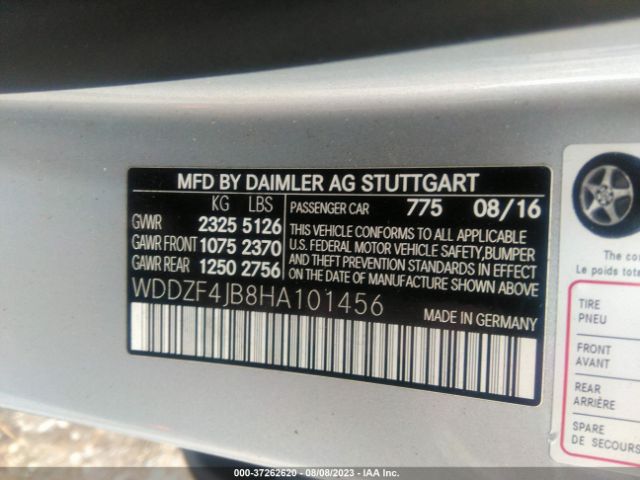 MFD BY DAIMLER AG STUTTGART
KG LBS
GVWR 2325 5126
GAWR FRONT 1075 2370
GAWR REAR 1250 2756
PASSENGER CAR 775 08/16
THIS VEHICLE CONFORMS TO ALL APPLICABLE
U.S. FEDERAL MOTOR VEHICLE SAFETY, BUMPER
AND THEFT PREVENTION STANDARDS IN EFFECT
ON THE DATE OF MANUFACTURE SHOWN ABOVE
WDDZF4JB8HA101456
MADE IN GERMANY
The com
Le poids tota
TIRE
PNEU
FRONT
AVANT
REAR
ARRIÈRE
SPARE
DE SECOURS
000-37262620 - 08/08/2023 - IAA Inc.